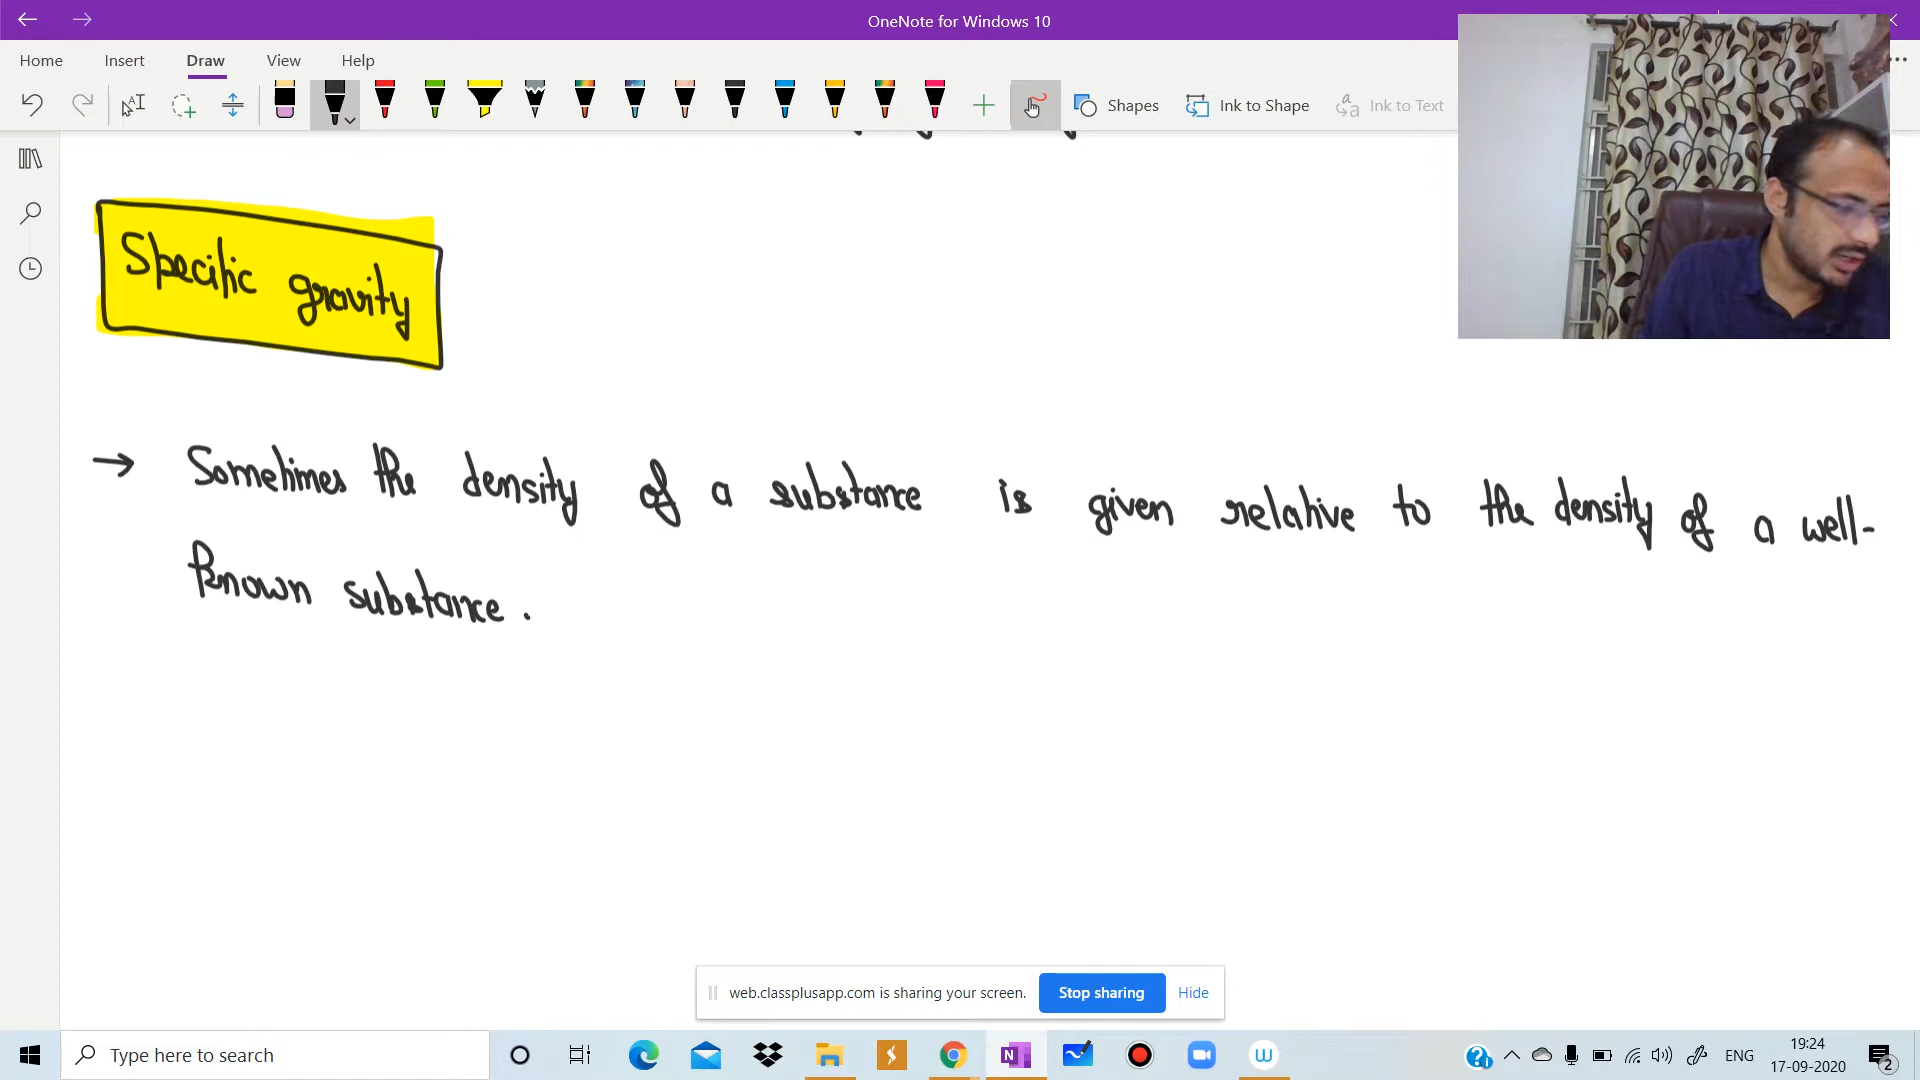 OneNote for Windows 10
Home Insert Draw View Help
Shapes Ink to Shape Ink to Text
Specific gravity
→ Sometimes the density of a substance is given relative to the density of a well-
known substance.
web.classplusapp.com is sharing your screen. Stop sharing Hide
Type here to search
ENG
19:24
17-09-2020
2